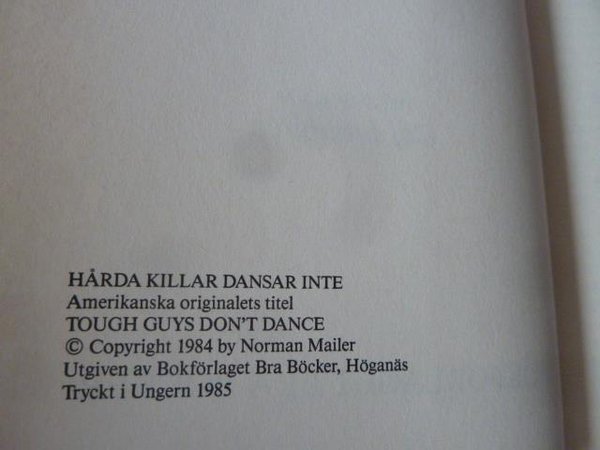 HÅRDA KILLAR DANSAR INTE
Amerikanska originalets titel
TOUGH GUYS DON'T DANCE
© Copyright 1984 by Norman Mailer
Utgiven av Bokförlaget Bra Böcker, Höganäs
Tryckt i Ungern 1985